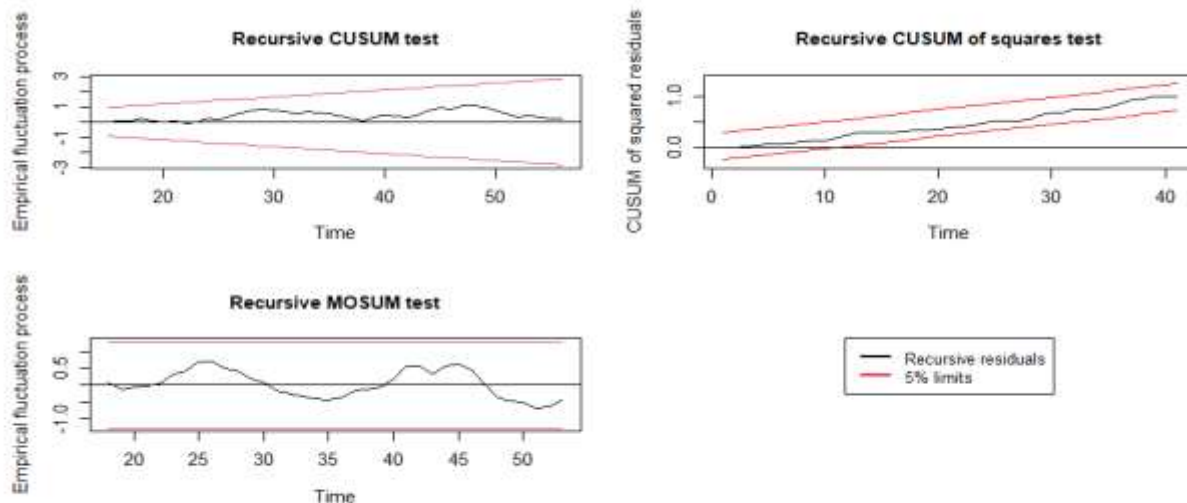 Recursive CUSUM test
Empirical fluctuation process
3
1
-1
-3
20 30 40 50
Time
Recursive CUSUM of squares test
CUSUM of squared residuals
1.0
0.0
0 10 20 30 40
Time
Recursive MOSUM test
Empirical fluctuation process
0.5
-1.0
20 25 30 35 40 45 50
Time
Recursive residuals
5% limits